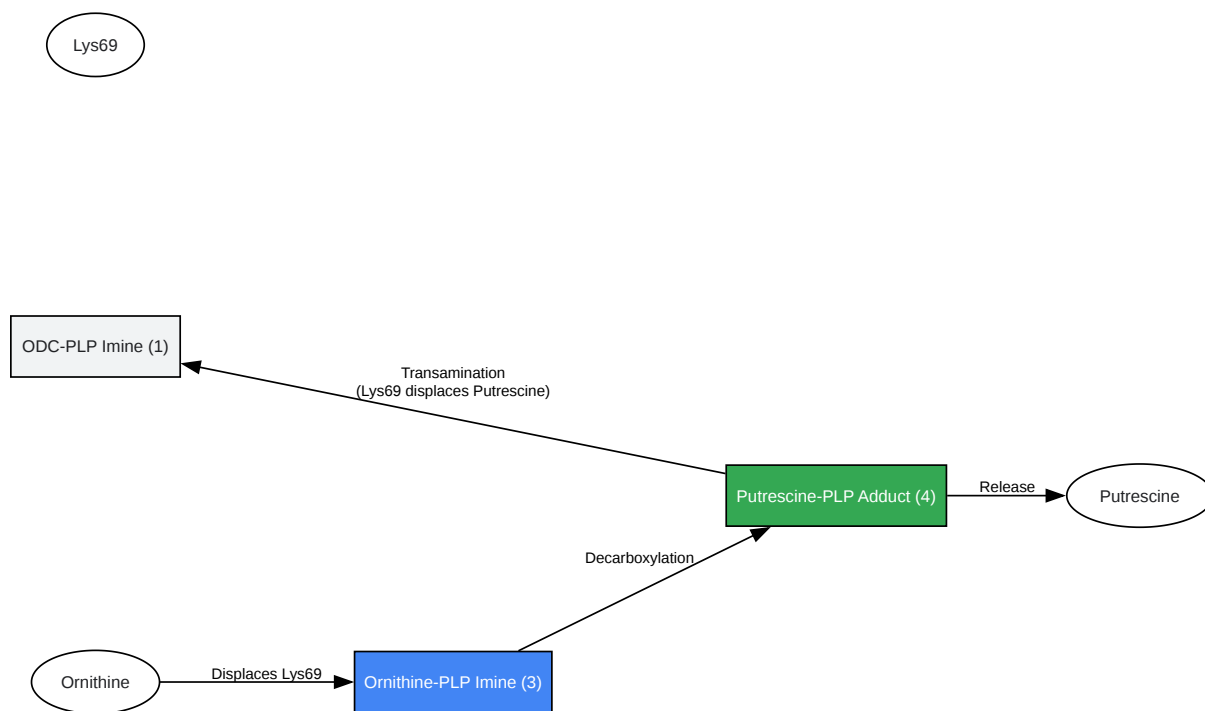 Lys69
ODC-PLP Imine (1)
Transamination
(Lys69 displaces Putrescine)
Putrescine-PLP Adduct (4)
Release
Putrescine
Decarboxylation
Ornithine
Displaces Lys69
Ornithine-PLP Imine (3)